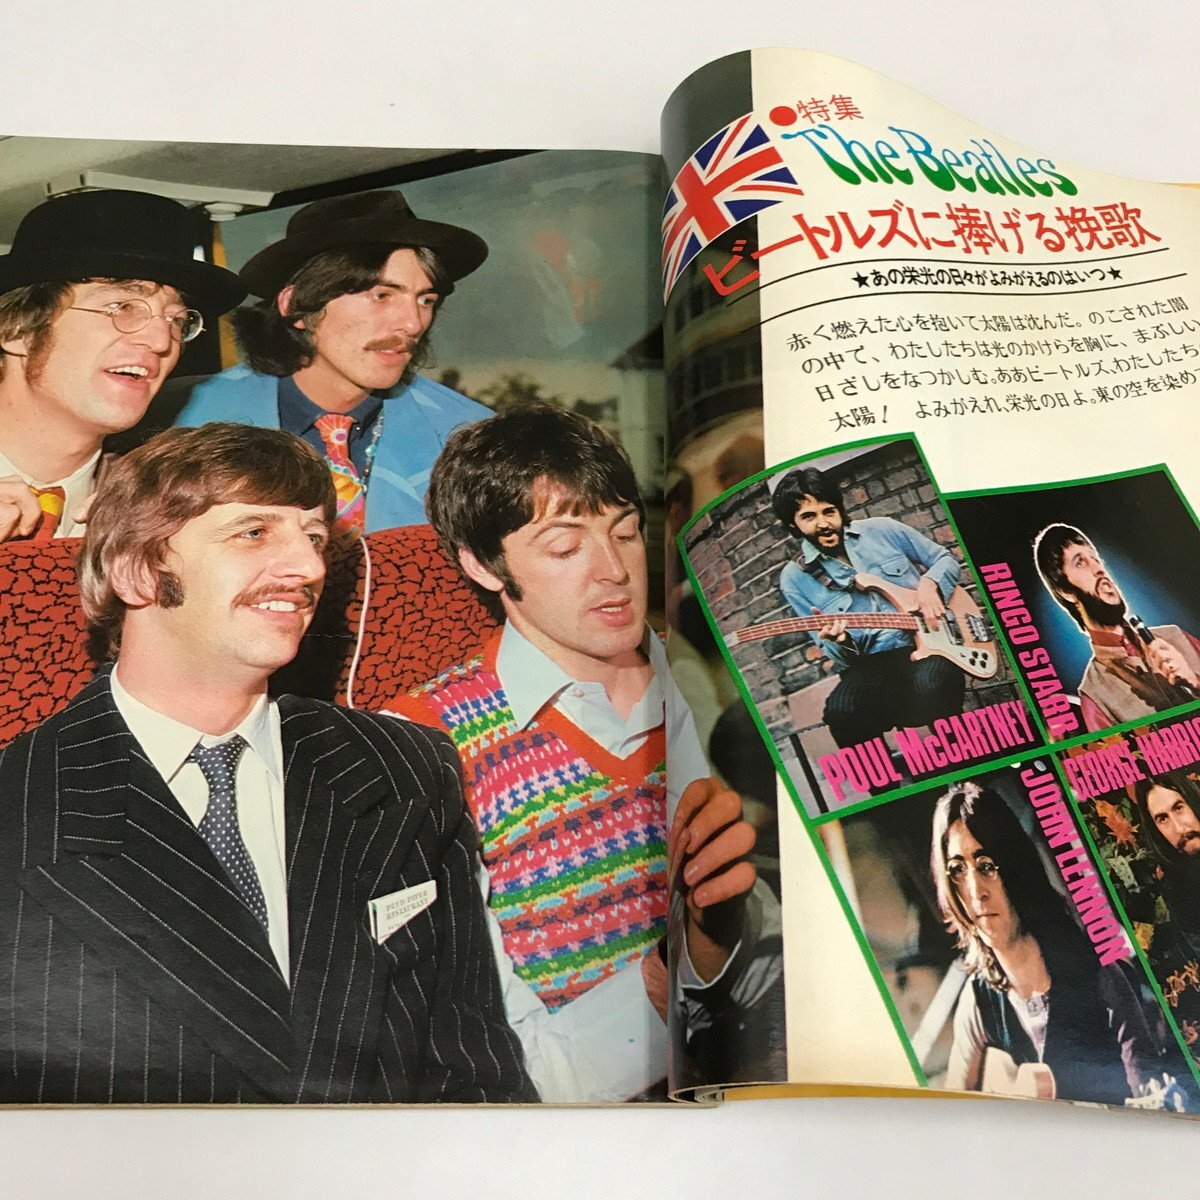 ●特集
The Beatles
ビートルズに捧げる挽歌
★あの栄光の日々がよみがえるのはいつ★
赤く燃えた心を抱いて太陽は沈んだ。のこされた闇
の中で、わたしたちは光のかけらを胸に、まぶしい
日ざしをなつかしむ。ああビートルズ、わたしたちの
太陽！ よみがえれ、栄光の日よ。東の空を染めて
POUL McCARTNEY
RINGO STARR
JOHN LENNON
GEORGE HARRI
PIED PIPER
RESTAURANT